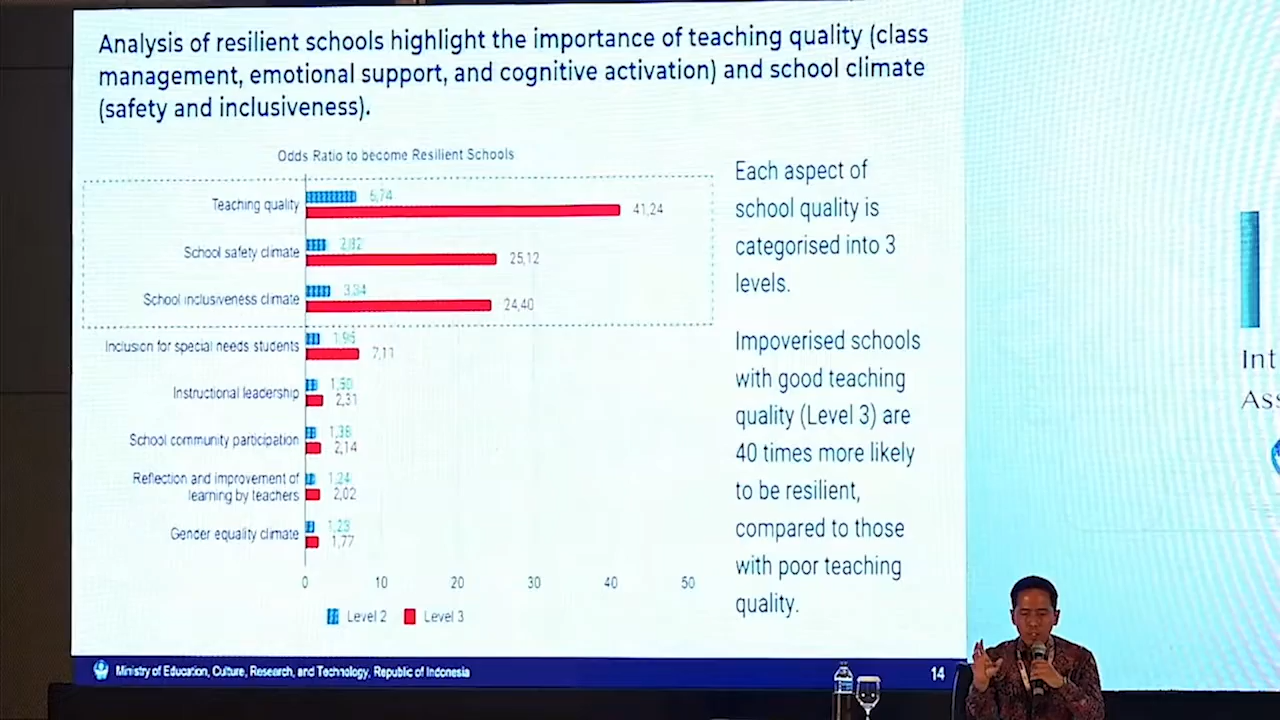 Analysis of resilient schools highlight the importance of teaching quality (class
management, emotional support, and cognitive activation) and school climate
(safety and inclusiveness).
Odds Ratio to become Resilient Schools
Teaching quality
6,74
41,24
School safety climate
2,82
25,12
School inclusiveness climate
3,34
24,40
Inclusion for special needs students
1,95
7,11
Instructional leadership
1,50
2,31
School community participation
1,38
2,14
Reflection and improvement of
learning by teachers
1,24
2,02
Gender equality climate
1,23
1,77
0 10 20 30 40 50
Level 2 Level 3
Each aspect of
school quality is
categorised into 3
levels.
Impoverised schools
with good teaching
quality (Level 3) are
40 times more likely
to be resilient,
compared to those
with poor teaching
quality.
Ministry of Education, Culture, Research, and Technology, Republic of Indonesia
14
Int
Ass